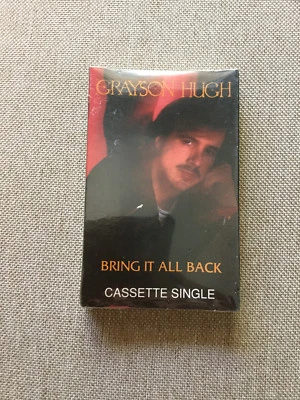 GRAYSON HUGH
BRING IT ALL BACK
CASSETTE SINGLE